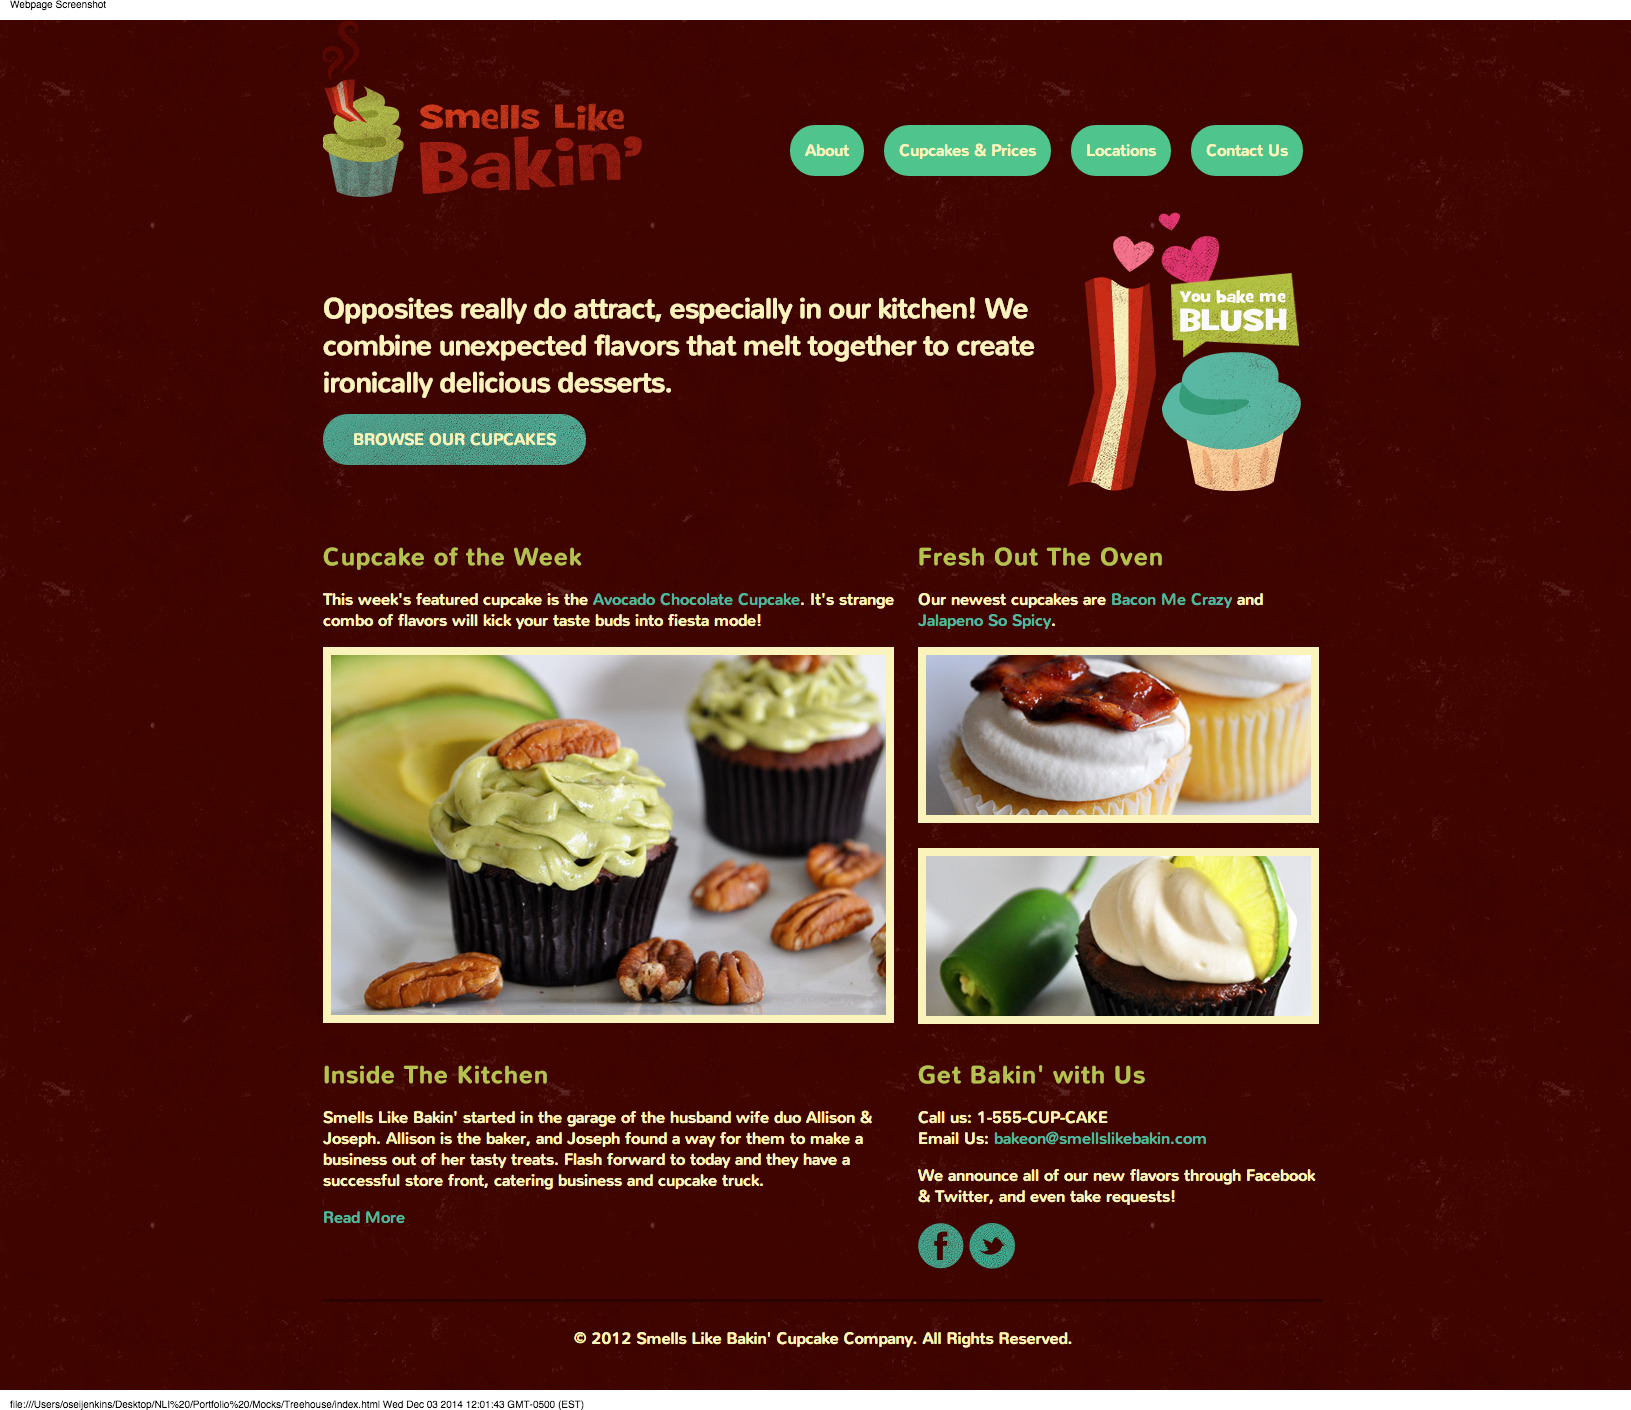 Webpage Screenshot
Smells Like
Bakin'
About
Cupcakes & Prices
Locations
Contact Us
You bake me
BLUSH
Opposites really do attract, especially in our kitchen! We
combine unexpected flavors that melt together to create
ironically delicious desserts.
BROWSE OUR CUPCAKES
Cupcake of the Week
This week's featured cupcake is the Avocado Chocolate Cupcake. It's strange
combo of flavors will kick your taste buds into fiesta mode!
Fresh Out The Oven
Our newest cupcakes are Bacon Me Crazy and
Jalapeno So Spicy.
Inside The Kitchen
Smells Like Bakin' started in the garage of the husband wife duo Allison &
Joseph. Allison is the baker, and Joseph found a way for them to make a
business out of her tasty treats. Flash forward to today and they have a
successful store front, catering business and cupcake truck.
Read More
Get Bakin' with Us
Call us: 1-555-CUP-CAKE
Email Us: bakeon@smellslikebakin.com
We announce all of our new flavors through Facebook
& Twitter, and even take requests!
© 2012 Smells Like Bakin' Cupcake Company. All Rights Reserved.
file:///Users/oseijenkins/Desktop/NLI%20/Portfolio%20/Mocks/Treehouse/index.html Wed Dec 03 2014 12:01:43 GMT-0500 (EST)